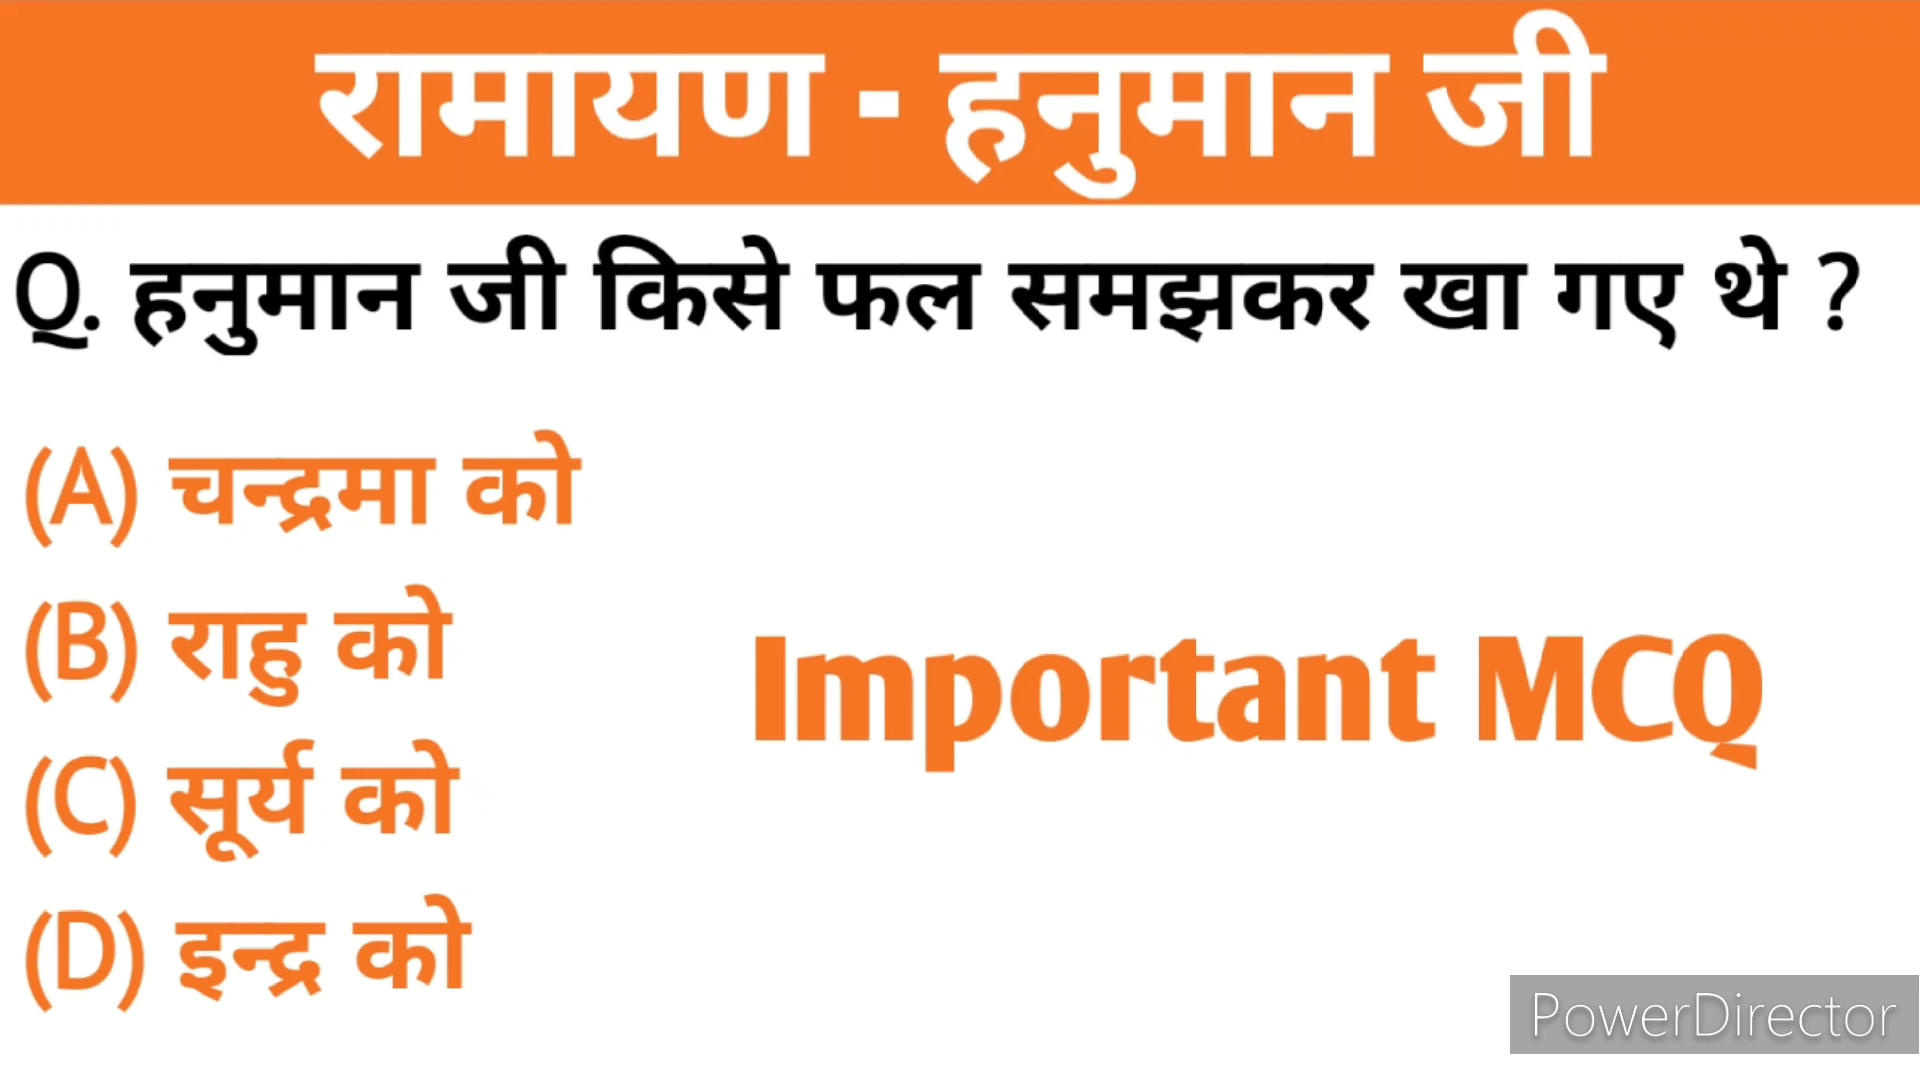 रामायण - हनुमान जी
Q. हनुमान जी किसे फल समझकर खा गए थे ?
(A) चन्द्रमा को
(B) राहु को
Important MCQ
(C) सूर्य को
(D) इन्द्र को
PowerDirector